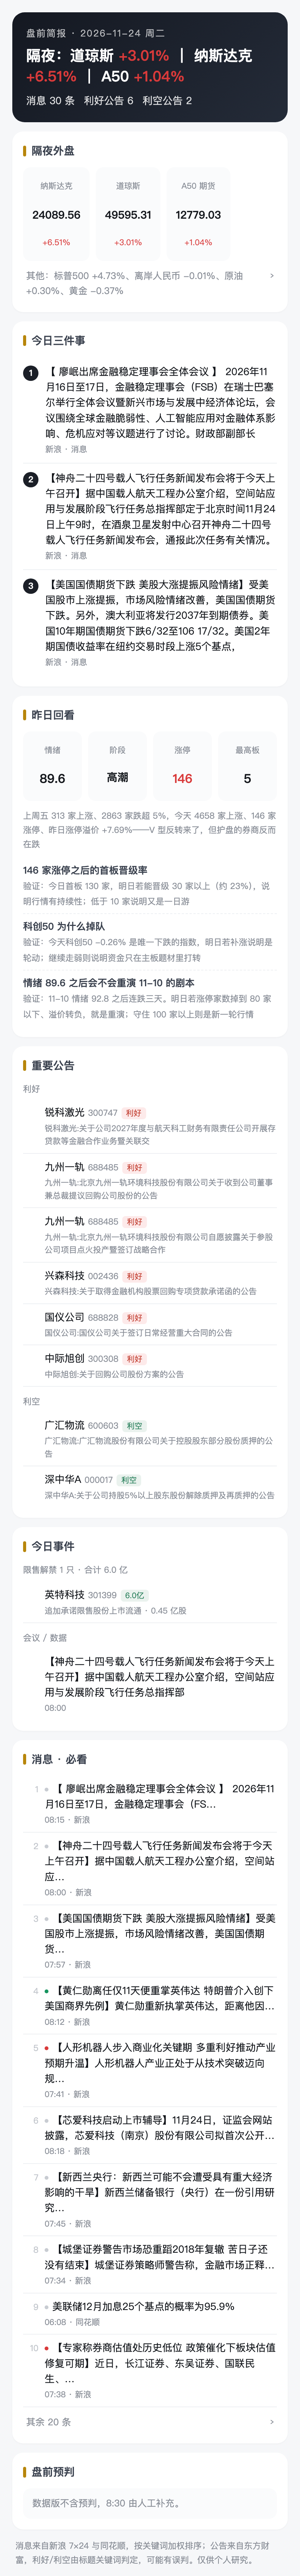 盘前简报 · 2026-11-24 周二
隔夜：道琼斯 +3.01% ｜ 纳斯达克
+6.51% ｜ A50 +1.04%
消息 30 条 利好公告 6 利空公告 2
隔夜外盘
纳斯达克
24089.56
+6.51%
道琼斯
49595.31
+3.01%
A50 期货
12779.03
+1.04%
其他：标普500 +4.73%、离岸人民币 −0.01%、原油
+0.30%、黄金 −0.37%
›
今日三件事
1
【 廖岷出席金融稳定理事会全体会议 】 2026年11
月16日至17日，金融稳定理事会（FSB）在瑞士巴塞
尔举行全体会议暨新兴市场与发展中经济体论坛，会
议围绕全球金融脆弱性、人工智能应用对金融体系影
响、危机应对等议题进行了讨论。财政部副部长
新浪 · 消息
2
【神舟二十四号载人飞行任务新闻发布会将于今天上
午召开】据中国载人航天工程办公室介绍，空间站应
用与发展阶段飞行任务总指挥部定于北京时间11月24
日上午9时，在酒泉卫星发射中心召开神舟二十四号
载人飞行任务新闻发布会，通报此次任务有关情况。
新浪 · 消息
3
【美国国债期货下跌 美股大涨提振风险情绪】受美
国股市上涨提振，市场风险情绪改善，美国国债期货
下跌。另外，澳大利亚将发行2037年到期债券。美
国10年期国债期货下跌6/32至106 17/32。美国2年
期国债收益率在纽约交易时段上涨5个基点，
新浪 · 消息
昨日回看
情绪
89.6
阶段
高潮
涨停
146
最高板
5
上周五 313 家上涨、2863 家跌超 5%，今天 4658 家上涨、146 家
涨停、昨日涨停溢价 +7.69%——V 型反转来了，但护盘的券商反而
在跌
146 家涨停之后的首板晋级率
验证：今日首板 130 家，明日若能晋级 30 家以上（约 23%），说
明行情有持续性；低于 10 家说明又是一日游
科创50 为什么掉队
验证：今天科创50 −0.26% 是唯一下跌的指数，明日若补涨说明是
轮动；继续走弱则说明资金只在主板题材里打转
情绪 89.6 之后会不会重演 11-10 的剧本
验证：11-10 情绪 92.8 之后连跌三天。明日若涨停家数掉到 80 家
以下、溢价转负，就是重演；守住 100 家以上则是新一轮行情
重要公告
利好
锐科激光 300747 利好
锐科激光:关于公司2027年度与航天科工财务有限责任公司开展存
贷款等金融合作业务暨关联交
九州一轨 688485 利好
九州一轨:北京九州一轨环境科技股份有限公司关于收到公司董事
兼总裁提议回购公司股份的公告
九州一轨 688485 利好
九州一轨:北京九州一轨环境科技股份有限公司自愿披露关于参股
公司项目点火投产暨签订战略合作
兴森科技 002436 利好
兴森科技:关于取得金融机构股票回购专项贷款承诺函的公告
国仪公司 688828 利好
国仪公司:国仪公司关于签订日常经营重大合同的公告
中际旭创 300308 利好
中际旭创:关于回购公司股份方案的公告
利空
广汇物流 600603 利空
广汇物流:广汇物流股份有限公司关于控股股东部分股份质押的公
告
深中华A 000017 利空
深中华A:关于公司持股5%以上股东股份解除质押及再质押的公告
今日事件
限售解禁 1 只 · 合计 6.0 亿
英特科技 301399 6.0亿
追加承诺限售股份上市流通 · 0.45 亿股
会议 / 数据
【神舟二十四号载人飞行任务新闻发布会将于今天上
午召开】据中国载人航天工程办公室介绍，空间站应
用与发展阶段飞行任务总指挥部
08:00
消息 · 必看
1 【 廖岷出席金融稳定理事会全体会议 】 2026年11
月16日至17日，金融稳定理事会（FS…
08:15 · 新浪
2 【神舟二十四号载人飞行任务新闻发布会将于今天
上午召开】据中国载人航天工程办公室介绍，空间站
应…
08:00 · 新浪
3 【美国国债期货下跌 美股大涨提振风险情绪】受美
国股市上涨提振，市场风险情绪改善，美国国债期
货…
07:57 · 新浪
4 【黄仁勋离任仅11天便重掌英伟达 特朗普介入创下
美国商界先例】黄仁勋重新执掌英伟达，距离他因…
08:12 · 新浪
5 【人形机器人步入商业化关键期 多重利好推动产业
预期升温】人形机器人产业正处于从技术突破迈向
规…
07:41 · 新浪
6 【芯爱科技启动上市辅导】11月24日，证监会网站
披露，芯爱科技（南京）股份有限公司拟首次公开…
08:18 · 新浪
7 【新西兰央行：新西兰可能不会遭受具有重大经济
影响的干旱】新西兰储备银行（央行）在一份引用研
究…
07:45 · 新浪
8 【城堡证券警告市场恐重蹈2018年复辙 苦日子还
没有结束】城堡证券策略师警告称，金融市场正释…
07:34 · 新浪
9 美联储12月加息25个基点的概率为95.9%
06:08 · 同花顺
10 【专家称券商估值处历史低位 政策催化下板块估值
修复可期】近日，长江证券、东吴证券、国联民
生、…
07:38 · 新浪
其余 20 条
›
盘前预判
数据版不含预判，8:30 由人工补充。
消息来自新浪 7×24 与同花顺，按关键词加权排序；公告来自东方财
富，利好/利空由标题关键词判定，可能有误判。仅供个人研究。